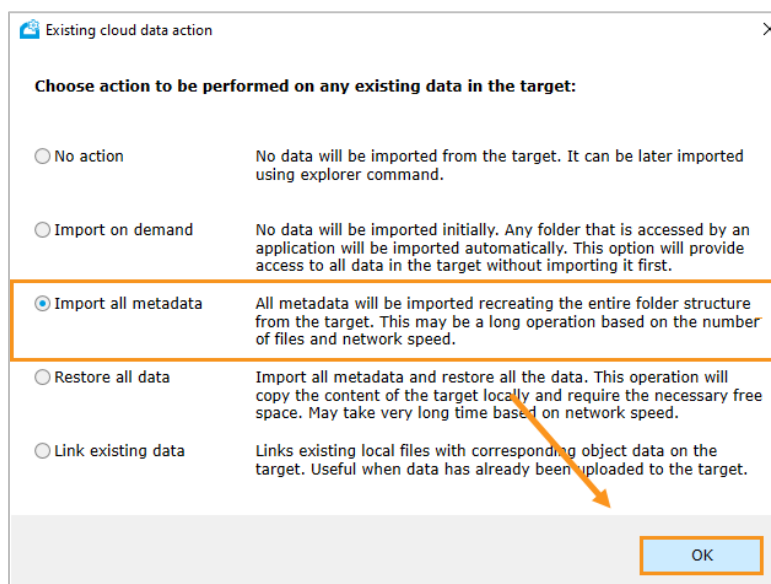 Existing cloud data action
Choose action to be performed on any existing data in the target:
No action
No data will be imported from the target. It can be later imported
using explorer command.
Import on demand
No data will be imported initially. Any folder that is accessed by an
application will be imported automatically. This option will provide
access to all data in the target without importing it first.
Import all metadata
All metadata will be imported recreating the entire folder structure
from the target. This may be a long operation based on the number
of files and network speed.
Restore all data
Import all metadata and restore all the data. This operation will
copy the content of the target locally and require the necessary free
space. May take very long time based on network speed.
Link existing data
Links existing local files with corresponding object data on the
target. Useful when data has already been uploaded to the target.
OK